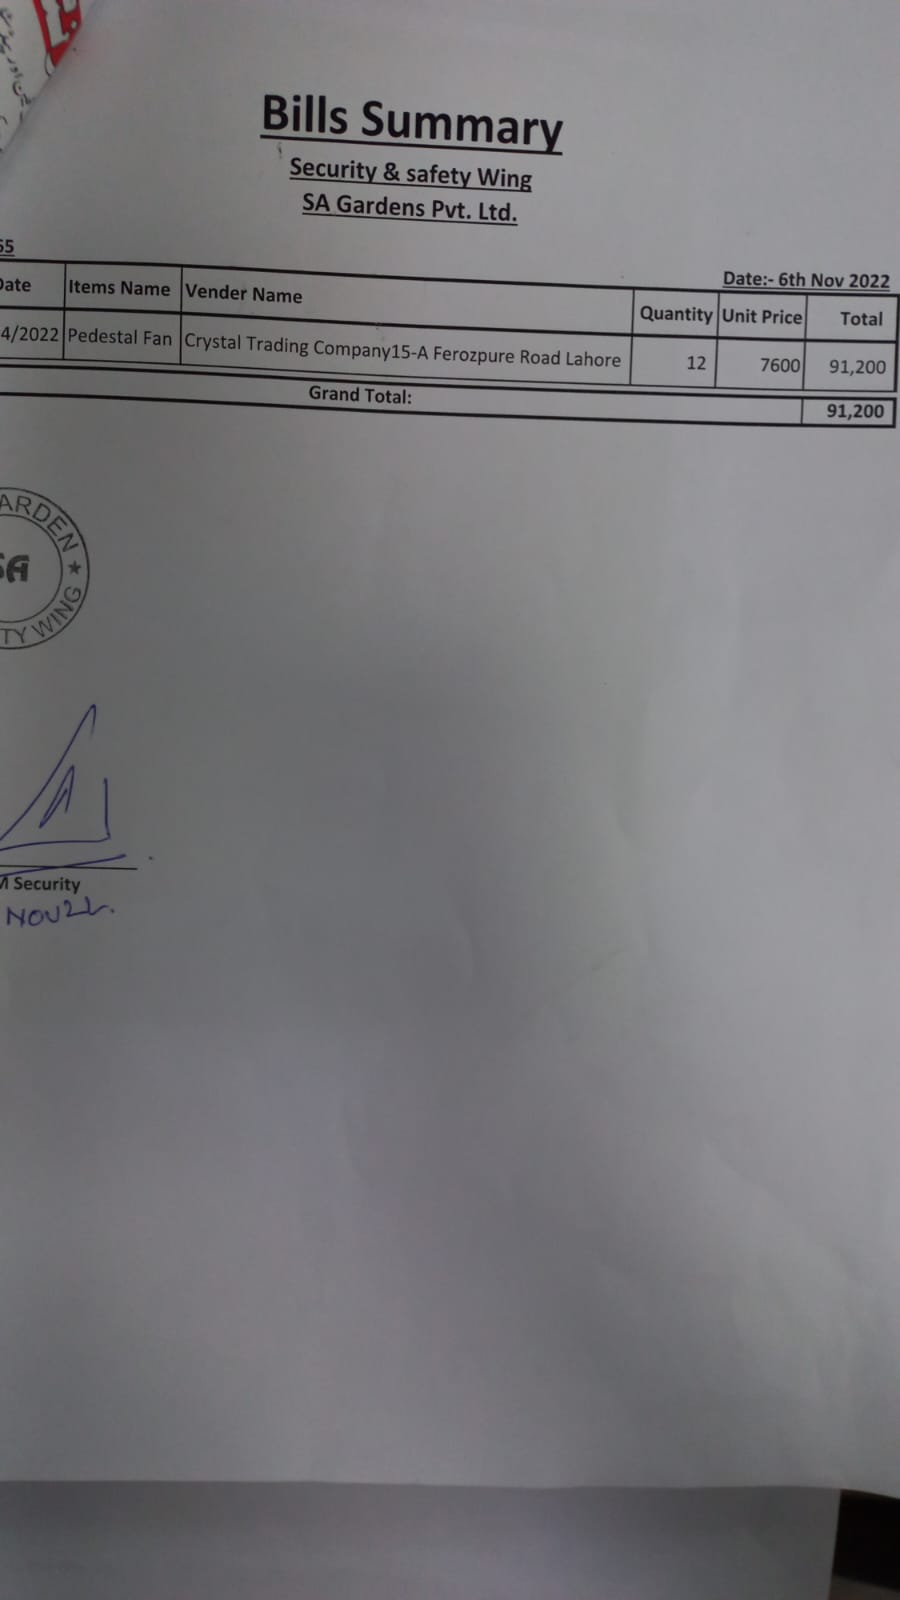 Bills Summary
Security & safety Wing
SA Gardens Pvt. Ltd.
65
Date:- 6th Nov 2022
Date Items Name Vender Name Quantity Unit Price Total
4/2022 Pedestal Fan Crystal Trading Company15-A Ferozpure Road Lahore 12 7600 91,200
Grand Total: 91,200
ARDEN
SA
TY WING
M Security
NOV22.